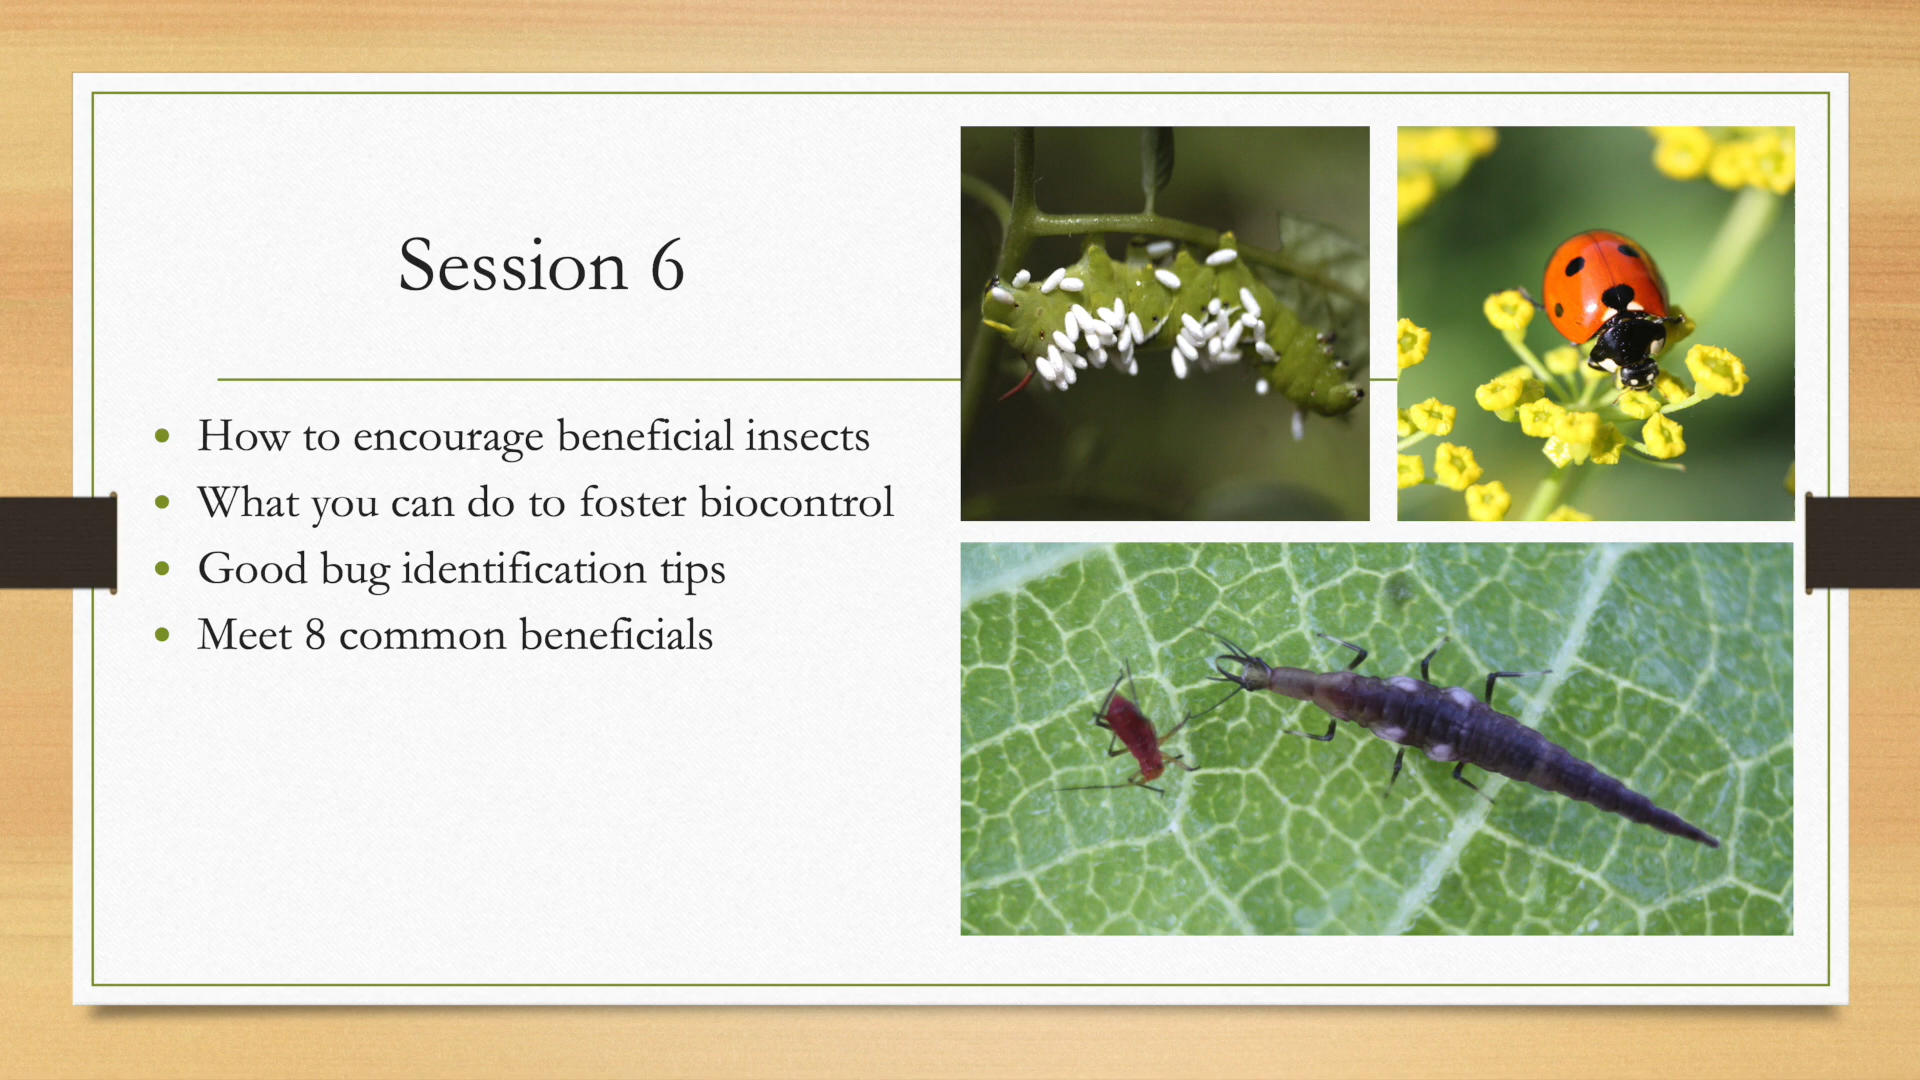 Session 6
• How to encourage beneficial insects
• What you can do to foster biocontrol
• Good bug identification tips
• Meet 8 common beneficials